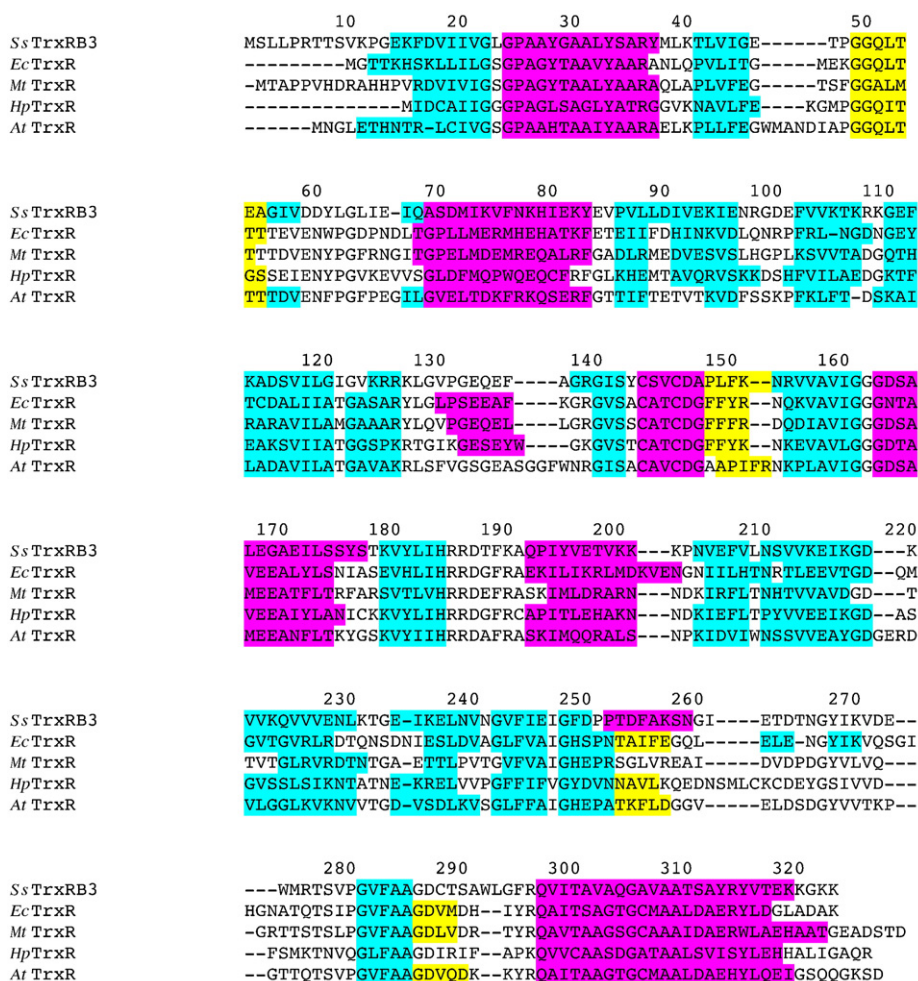 10 20 30 40 50
SsTrxRB3 MSLLPRTTSVKPGEKFDVIIVGLGPAAYGAALYSARYMLKTLVIGE------TPGGQLT
EcTrxR ------MGTTKHSKLLILGSGPAGYTAAVYAARANLQPVLITG-----MEKGGQLT
MtTrxR -MTAPPVHDRAHHPVRDVIVIGSGPAGYTAALYAARAQLAPLVFEG-----TSFGGALM
HpTrxR -------------MIDCAIIGGGPAGLSAGLYATRGGVKNAVLFE-----KGMPGGQIT
AtTrxR ------MNGLETHNTR-LCIVGSGPAAHTAAIYAARAELKPLLFEGWMANDIAPGGQLT
60 70 80 90 100 110
SsTrxRB3 EAGIVDDYLGLIE-IQASDMIKVFNKHIEKYEVPVLLDIVEKIENRGDEFVVKTKRKGEF
EcTrxR TTTEVENWPGDPNDLTGPLLMERMHEHATKFETEIIFDHINKVDLQNRPFRL-NGDNGEY
MtTrxR TTTDVENYPGFRNGITGPELMDEMREQALRFGADLRMEDVESVSLHGPLKSVVTADGQTH
HpTrxR GSSEIENYPGVKEVVSGLDFMQPWQEQCFRFGLKHEMTAVQRVSKKDSHFVILAEDGKTF
AtTrxR TTTDVENFPGFPEGILGVELTDKFRKQSERFGTTIFTETVTKVDFSSKPFKLFT-DSKAI
120 130 140 150 160
SsTrxRB3 KADSVILGIGVKRRKLGVPGEQEF----AGRGISYCSVCDAPLFK--NRVVAVIGGGDSA
EcTrxR TCDALIIATGASARYLGLPSEEAF----KGRGVSACATCDGFFYR--NQKVAVIGGGNTA
MtTrxR RARAVILAMGAAARYLQVPGEQEL----LGRGVSSCATCDGFFFR--DQDIAVIGGGDSA
HpTrxR EAKSVIIATGGSPKRTGIKGESEYW---GKGVSTCATCDGFFYK--NKEVAVLGGGDTA
AtTrxR LADAVILATGAVAKRLSFVGSGEASGGFWNRGISACAVCDGAAPIFRNKPLAVIGGGDSA
170 180 190 200 210 220
SsTrxRB3 LEGAEILSSYSTKVYLIHRRDTFKAQPIYVETVKK---KPNVEFVLNSVVKEIKGD---K
EcTrxR VEEALYLSNIASEVHLIHRRDGFRAEKILIKRLMDKVENGNIILHTNRTLEEVTGD--QM
MtTrxR MEEATFLTRFARSVTLVHRRDEFRASKIMLDRARN---NDKIRFLTNHTVVAVDGD---T
HpTrxR VEEAIYLANICKKVYLIHRRDGFRCAPITLEHAKN---NDKIEFLTPYVVEEIKGD--AS
AtTrxR MEEANFLTKYGSKVYIIHRRDAFRASKIMQQRALS---NPKIDVIWNSSVVEAYGDGERD
230 240 250 260 270
SsTrxRB3 VVKQVVVENLKTGE-IKELNVNGVFIEIGFDPPTDFAKSNGI----ETDTNGYIKVDE--
EcTrxR GVTGVRLRDTQNSDNIESLDVAGLFVAIGHSPNTAIFEGQL----ELE-NGYIKVQSGI
MtTrxR TVTGLRVRDTNTGA-ETTLPVTGVFVAIGHEPRSGLVREAI----DVDPDGYVLVQ---
HpTrxR GVSSLSIKNTATNE-KRELVVPGFFIFVGYDVNNAVLKQEDNSMLCKCDEYGSIVVD--
AtTrxR VLGGLKVKNVVTGD-VSDLKVSGLFFAIGHEPATKFLDGGV----ELDSDGYVVTKP--
280 290 300 310 320
SsTrxRB3 ---WMRTSVPGVFAAGDCTSAWLGFRQVITAVAQGAVAATSAYRYVTEKKGKK
EcTrxR HGNATQTSIPGVFAAGDVMDH--IYRQAITSAGTGCMAALDAERYLDGLADAK
MtTrxR -GRTTSTSLPGVFAAGDLVDR--TYRQAVTAAGSGCAAAIDAERWLAEHAATGEADSTD
HpTrxR --FSMKTNVQGLFAAGDIRIF--APKQVVCAASDGATAALSVISYLEHHALIGAQR
AtTrxR -GTTQTSVPGVFAAGDVQDK--KYRQAITAAGTGCMAALDAEHYLQEIGSQQGKSD